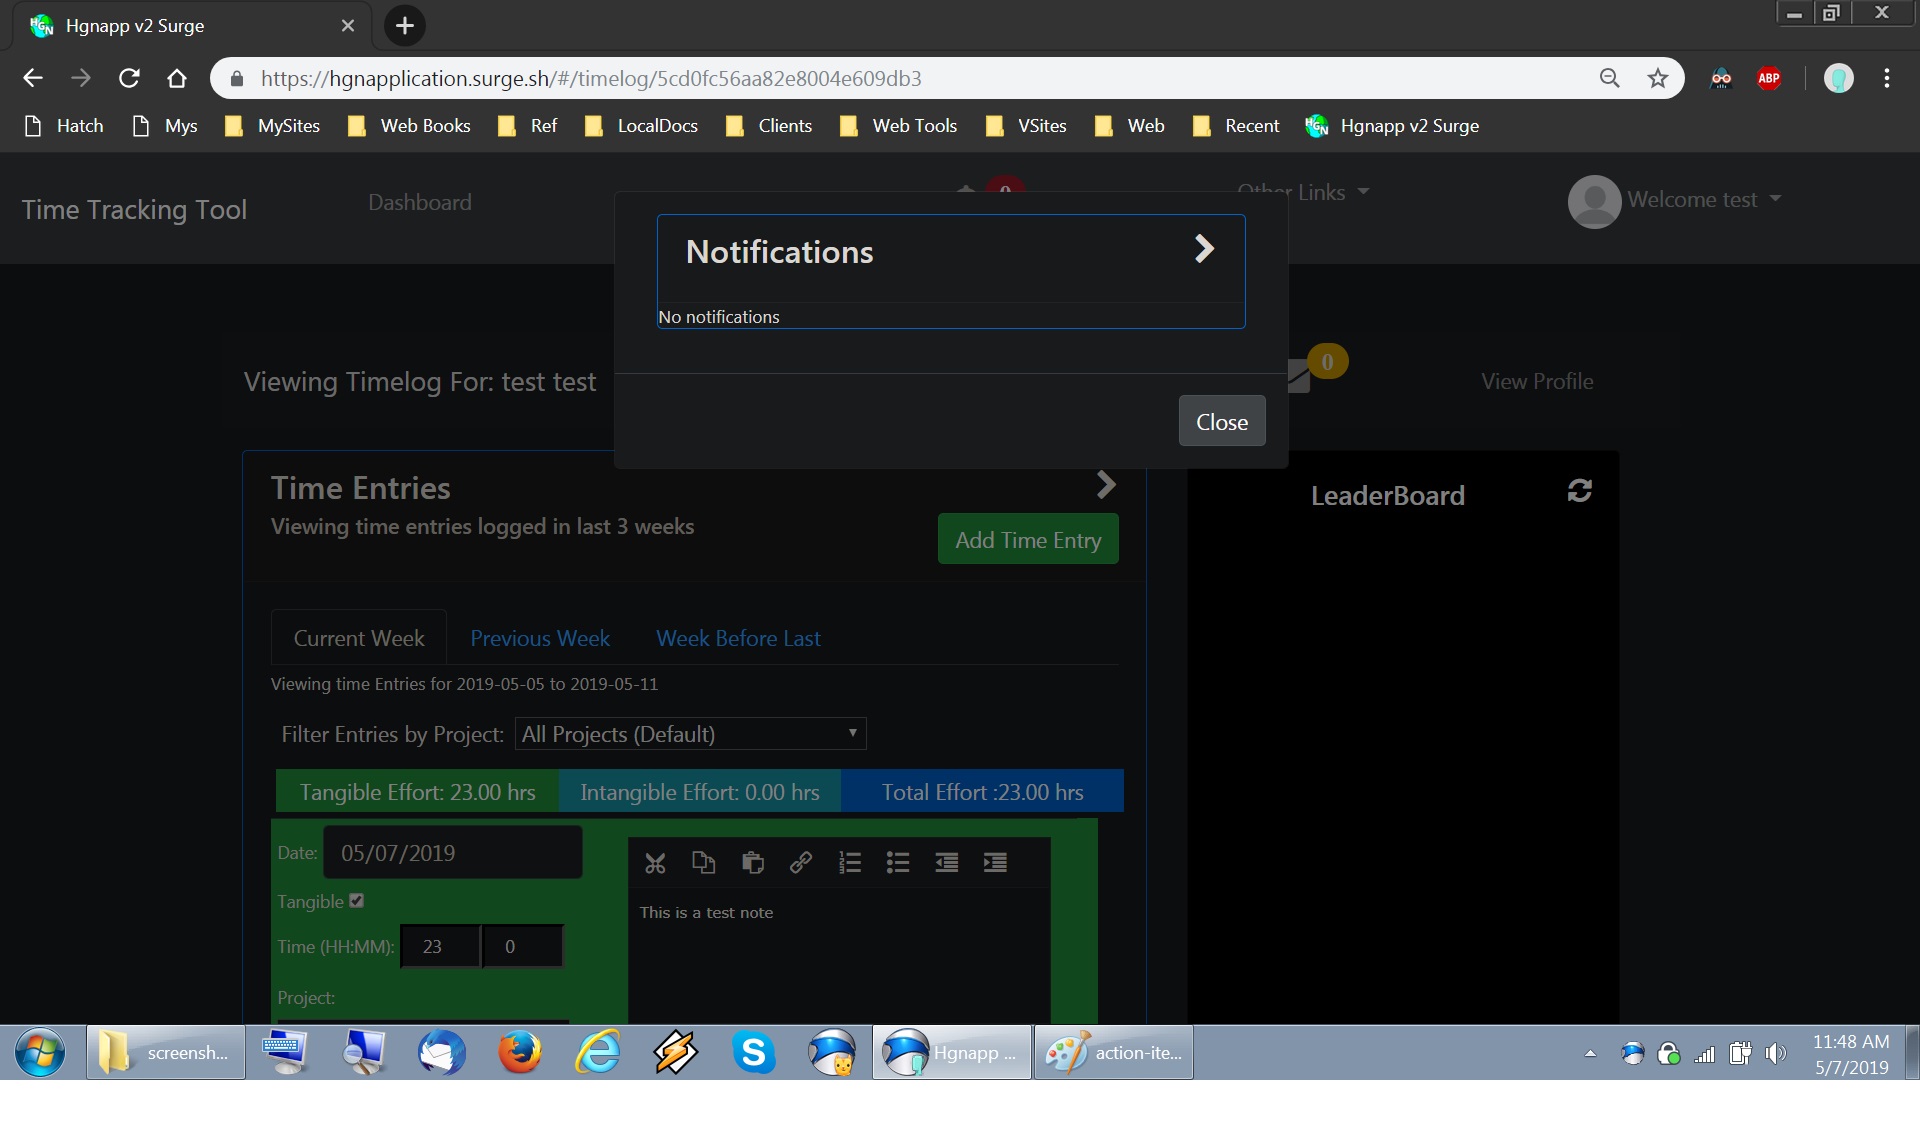 Hgnapp v2 Surge
https://hgnapplication.surge.sh/#/timelog/5cd0fc56aa82e8004e609db3
ABP
Hatch Mys MySites Web Books Ref LocalDocs Clients Web Tools VSites Web Recent Hgnapp v2 Surge
Time Tracking Tool Dashboard 0 Other Links Welcome test
Notifications
No notifications
Viewing Timelog For: test test 0 View Profile
Close
Time Entries
Viewing time entries logged in last 3 weeks
Add Time Entry
LeaderBoard
Current Week Previous Week Week Before Last
Viewing time Entries for 2019-05-05 to 2019-05-11
Filter Entries by Project: All Projects (Default)
Tangible Effort: 23.00 hrs Intangible Effort: 0.00 hrs Total Effort :23.00 hrs
Date: 05/07/2019
Tangible
This is a test note
Time (HH:MM): 23 0
Project:
screensh... Hgnapp ... action-ite... 11:48 AM
5/7/2019